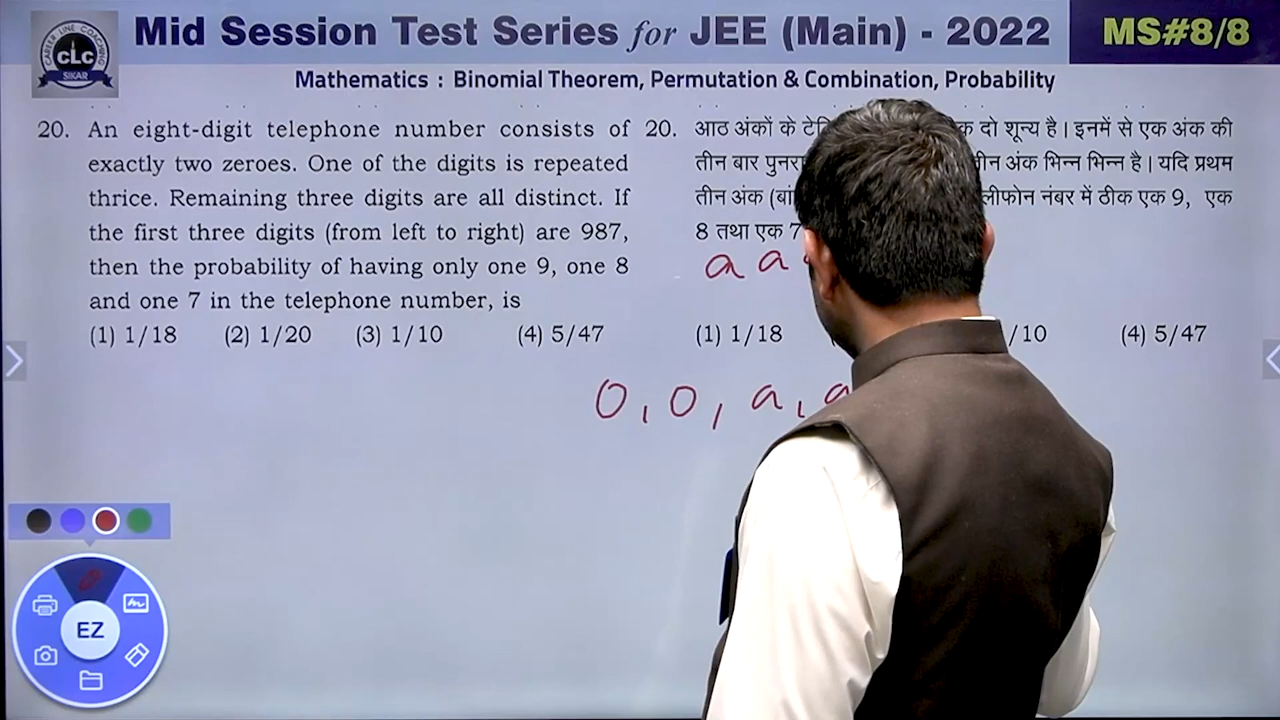 CAREER LINE COACHING
CLC
SIKAR
Mid Session Test Series for JEE (Main) - 2022
MS#8/8
Mathematics : Binomial Theorem, Permutation & Combination, Probability
20. An eight-digit telephone number consists of
exactly two zeroes. One of the digits is repeated
thrice. Remaining three digits are all distinct. If
the first three digits (from left to right) are 987,
then the probability of having only one 9, one 8
and one 7 in the telephone number, is
(1) 1/18 (2) 1/20 (3) 1/10 (4) 5/47
20. आठ अंकों के दो शून्य है। इनमें से एक अंक की
तीन बार अंक भिन्न भिन्न है। यदि प्रथम
तीन अंक नंबर में ठीक एक 9, एक
8 तथा एक 7
a a
(1) 1/18 /10 (4) 5/47
0, 0, a, a
EZ